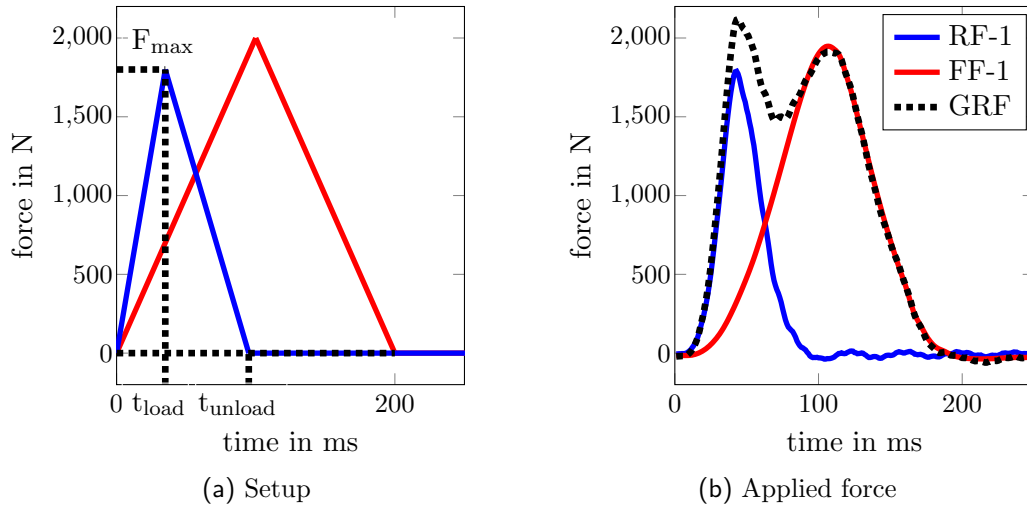 2,000
1,500
1,000
500
0
force in N
F_max
0 t_load t_unload 200
time in ms
(a) Setup
2,000
1,500
1,000
500
0
force in N
RF-1
FF-1
GRF
0 100 200
time in ms
(b) Applied force